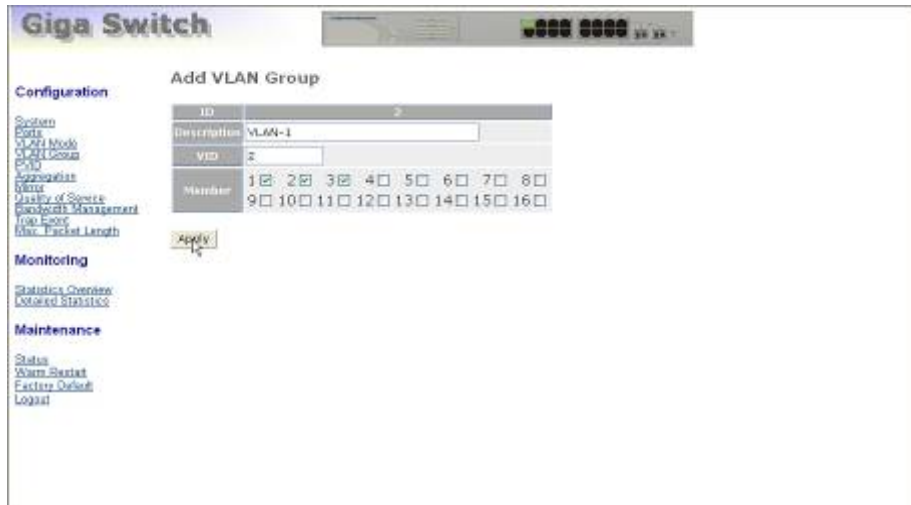 Giga Switch
Configuration
System
Ports
VLAN Mode
VLAN Group
PVID
Aggregation
Mirror
Quality of Service
Bandwidth Management
Trap Event
Max. Packet Length
Monitoring
Statistics Overview
Detailed Statistics
Maintenance
Status
Warm Restart
Factory Default
Logout
Add VLAN Group
ID 2
Description VLAN-1
VID 2
Member
1 2 3 4 5 6 7 8
9 10 11 12 13 14 15 16
Apply